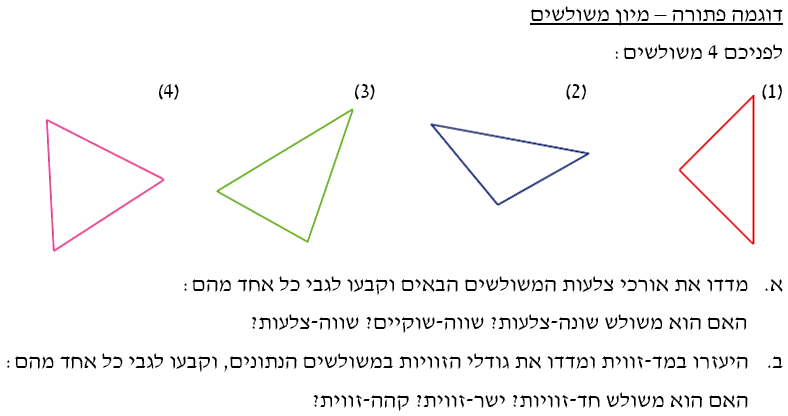 דוגמה פתורה – מיון משולשים
לפניכם 4 משולשים:
(1) (2) (3) (4)
א. מדדו את אורכי צלעות המשולשים הבאים וקבעו לגבי כל אחד מהם:
האם הוא משולש שונה-צלעות? שווה-שוקיים? שווה-צלעות?
ב. היעזרו במד-זווית ומדדו את גודלי הזוויות במשולשים הנתונים, וקבעו לגבי כל אחד מהם:
האם הוא משולש חד-זוויות? ישר-זווית? קהה-זווית?